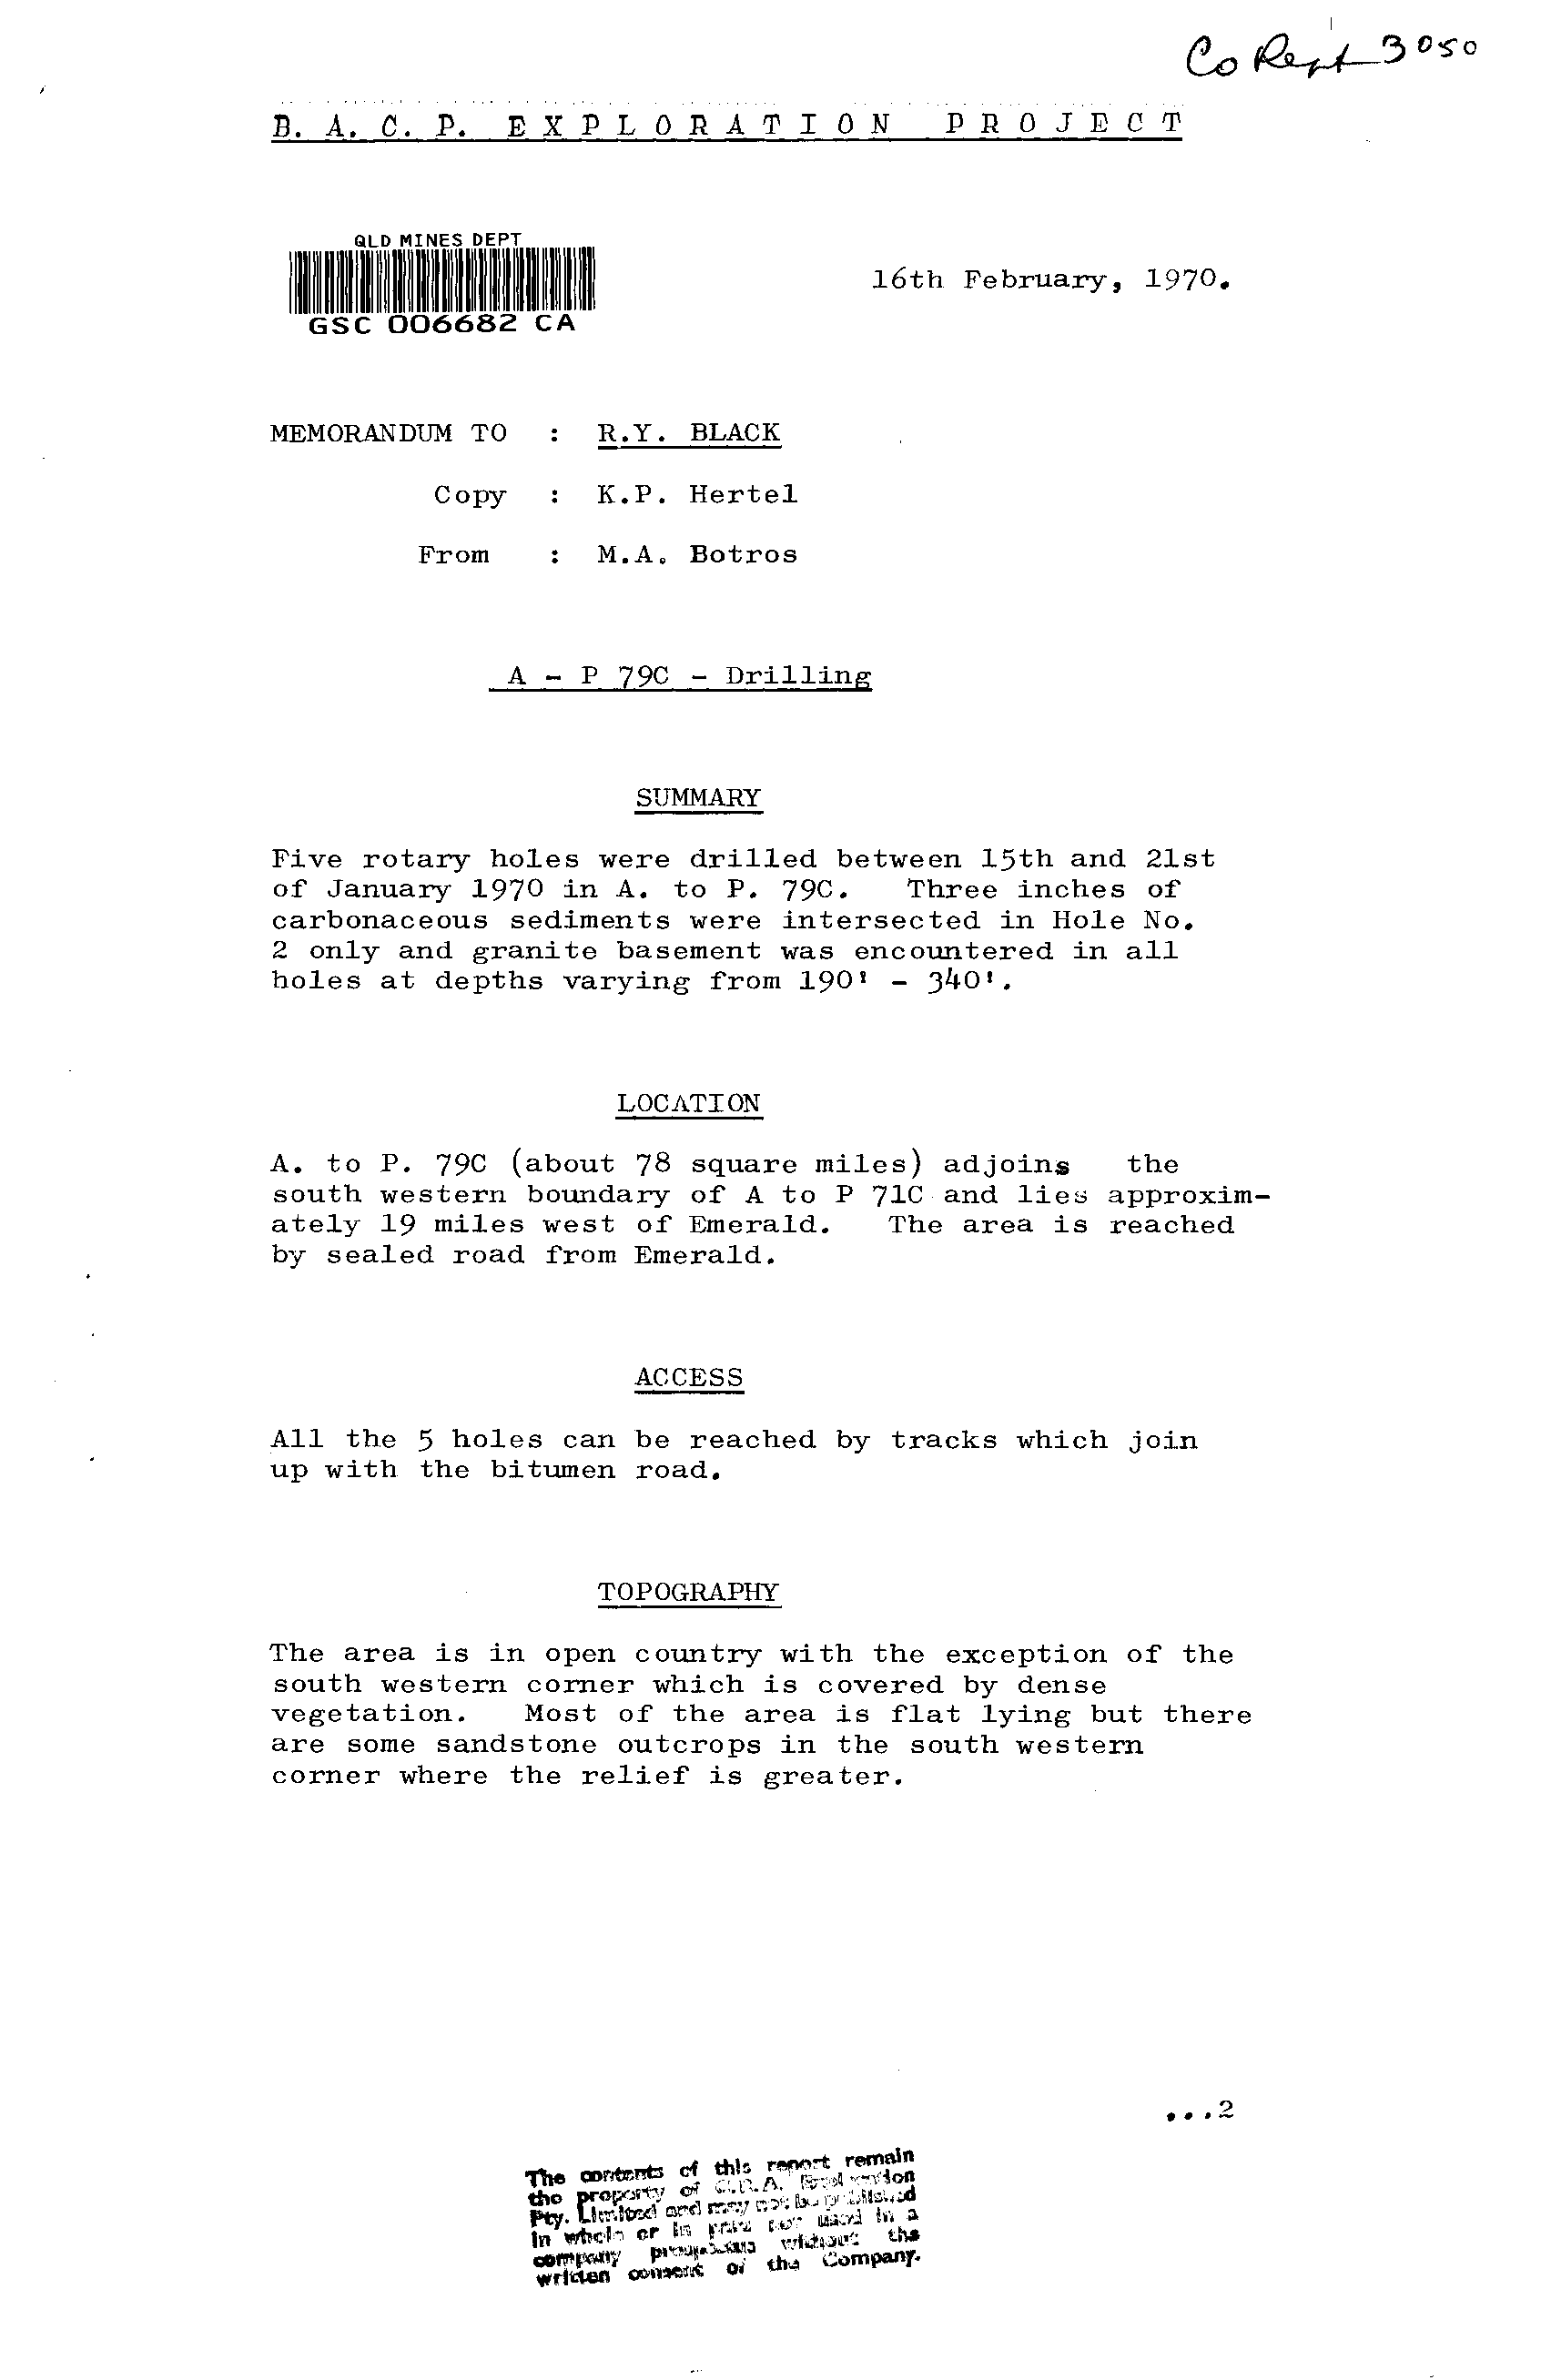 Co Rept 3050
B. A. C. P. EXPLORATION PROJECT
QLD MINES DEPT
GSC 006682 CA
16th February, 1970.
MEMORANDUM TO : R.Y. BLACK
Copy : K.P. Hertel
From : M.A. Botros
A - P 79C - Drilling
SUMMARY
Five rotary holes were drilled between 15th and 21st
of January 1970 in A. to P. 79C. Three inches of
carbonaceous sediments were intersected in Hole No.
2 only and granite basement was encountered in all
holes at depths varying from 190' - 340'.
LOCATION
A. to P. 79C (about 78 square miles) adjoins the
south western boundary of A to P 71C and lies approxim-
ately 19 miles west of Emerald. The area is reached
by sealed road from Emerald.
ACCESS
All the 5 holes can be reached by tracks which join
up with the bitumen road.
TOPOGRAPHY
The area is in open country with the exception of the
south western corner which is covered by dense
vegetation. Most of the area is flat lying but there
are some sandstone outcrops in the south western
corner where the relief is greater.
...2
The contents of this report remain
the property of C.R.A. Exploration
Pty. Limited and may not be published
in whole or in part nor used in a
company prospectus without the
written consent of the Company.